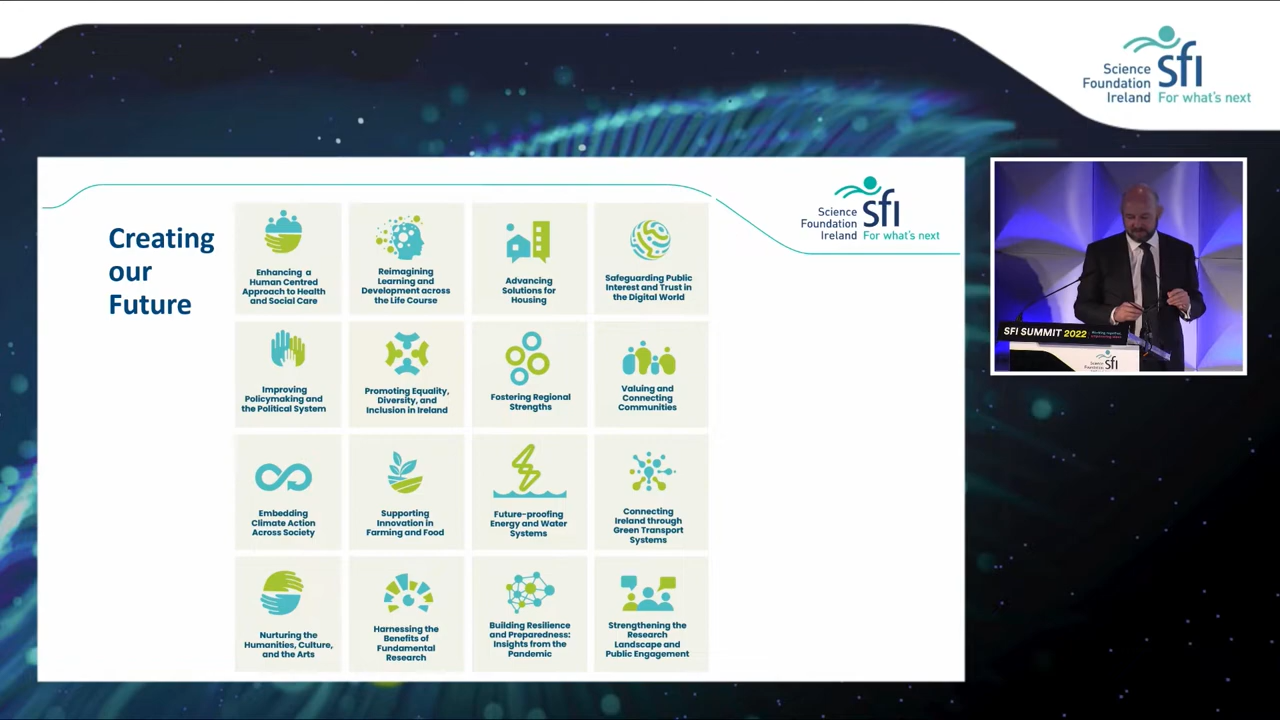 Science
Foundation
Ireland
sfi
For what's next
Science
Foundation
Ireland
sfi
For what's next
Creating
our
Future
Enhancing a
Human Centred
Approach to Health
and Social Care
Reimagining
Learning and
Development across
the Life Course
Advancing
Solutions for
Housing
Safeguarding Public
Interest and Trust in
the Digital World
Improving
Policymaking and
the Political System
Promoting Equality,
Diversity, and
Inclusion in Ireland
Fostering Regional
Strengths
Valuing and
Connecting
Communities
Embedding
Climate Action
Across Society
Supporting
Innovation in
Farming and Food
Future-proofing
Energy and Water
Systems
Connecting
Ireland through
Green Transport
Systems
Nurturing the
Humanities, Culture,
and the Arts
Harnessing the
Benefits of
Fundamental
Research
Building Resilience
and Preparedness:
Insights from the
Pandemic
Strengthening the
Research
Landscape and
Public Engagement
SFI SUMMIT 2022
sfi